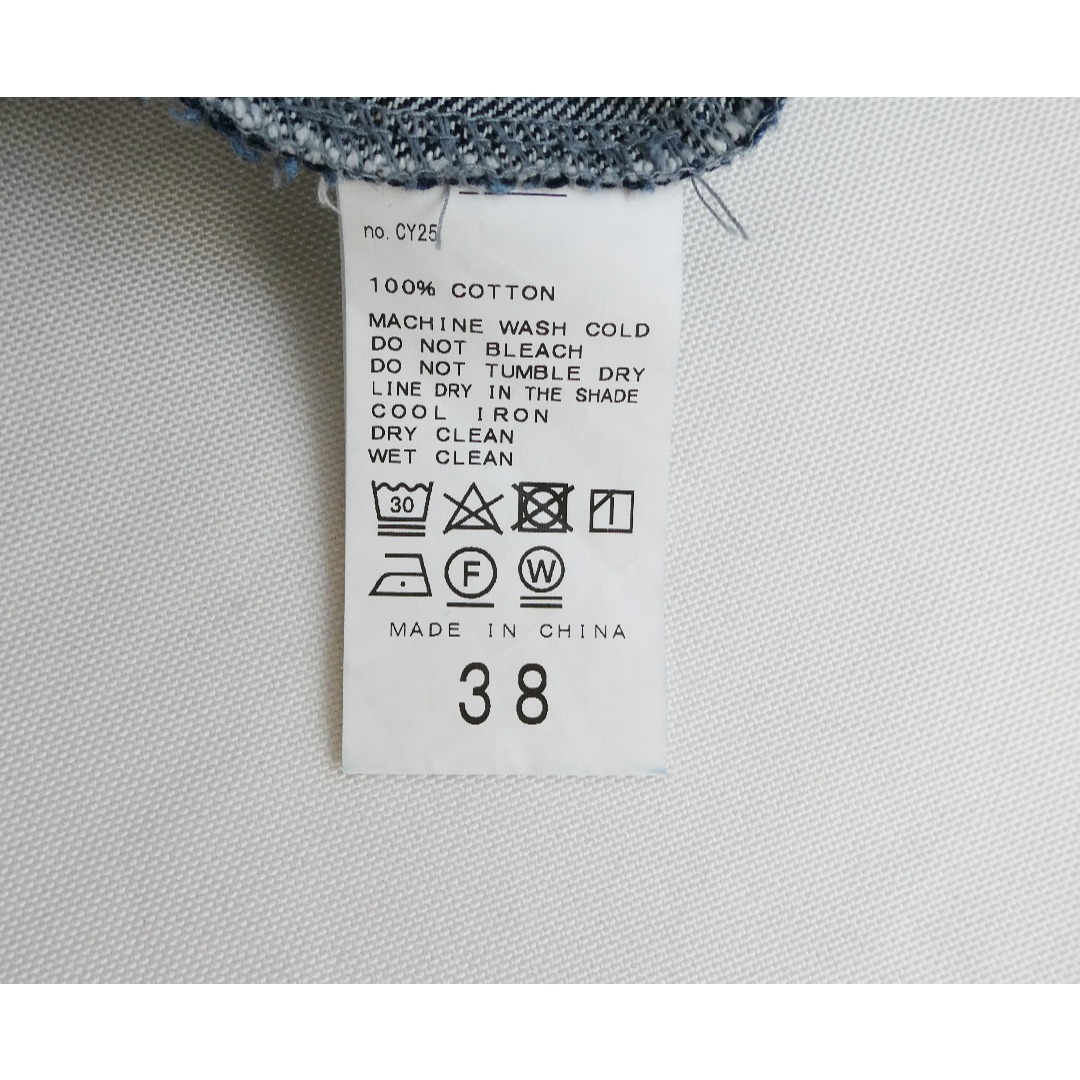 no. CY25
100% COTTON
MACHINE WASH COLD
DO NOT BLEACH
DO NOT TUMBLE DRY
LINE DRY IN THE SHADE
COOL IRON
DRY CLEAN
WET CLEAN
30
F W
MADE IN CHINA
38